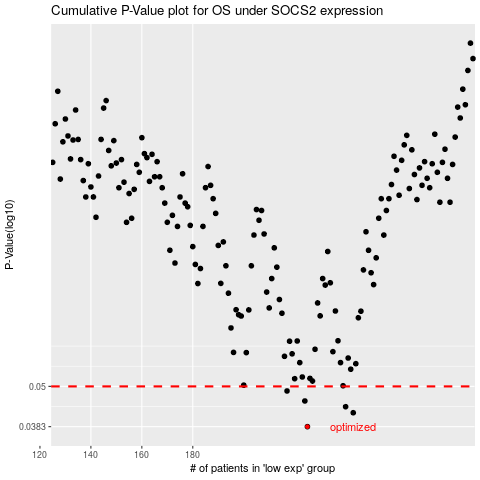 Cumulative P-Value plot for OS under SOCS2 expression
P-Value(log10)
0.05
0.0383
optimized
120 140 160 180
# of patients in 'low exp' group